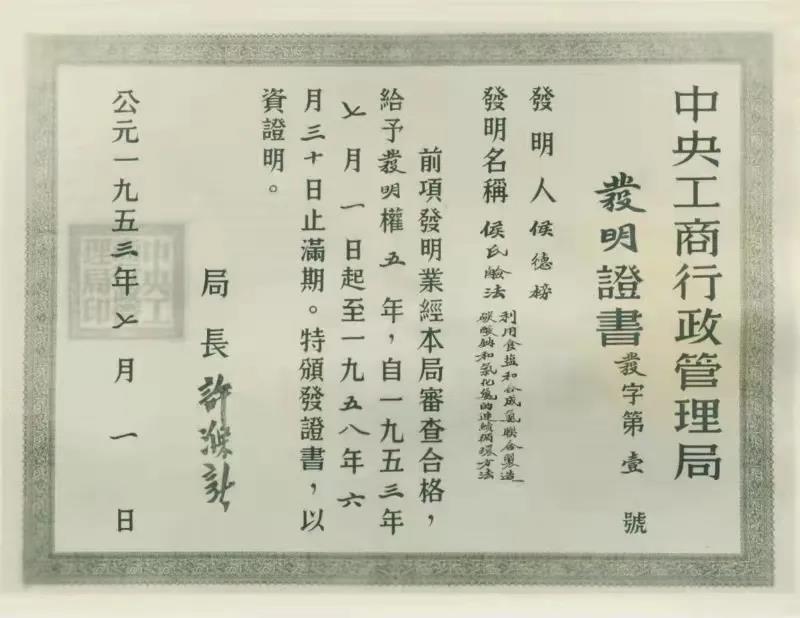 中央工商行政管理局
發明證書
發字第壹號
發明人 侯德榜
發明名稱 侯氏鹼法
利用食塩和合成氨聯合製造
碳酸鈉和氯化銨的連續循環方法
前項發明業經本局審查合格，
給予發明權五年，自一九五三年
七月一日起至一九五八年六
月三十日止滿期。特頒發證書，以
資證明。
局長 許滌新
公元一九五三年七月一日
中央工
理局印